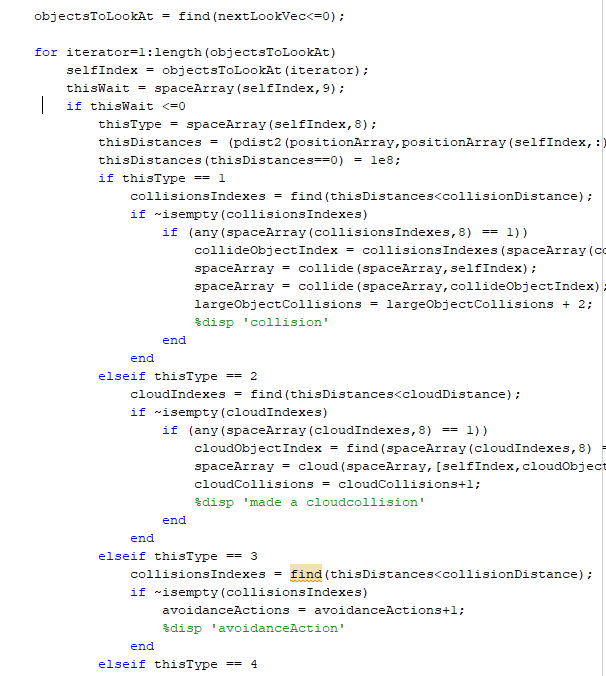 objectsToLookAt = find(nextLookVec<=0);
for iterator=1:length(objectsToLookAt)
selfIndex = objectsToLookAt(iterator);
thisWait = spaceArray(selfIndex,9);
if thisWait <=0
thisType = spaceArray(selfIndex,8);
thisDistances = (pdist2(positionArray,positionArray(selfIndex,:)
thisDistances(thisDistances==0) = 1e8;
if thisType == 1
collisionsIndexes = find(thisDistances<collisionDistance);
if ~isempty(collisionsIndexes)
if (any(spaceArray(collisionsIndexes,8) == 1))
collideObjectIndex = collisionsIndexes(spaceArray(co
spaceArray = collide(spaceArray,selfIndex);
spaceArray = collide(spaceArray,collideObjectIndex);
largeObjectCollisions = largeObjectCollisions + 2;
%disp 'collision'
end
end
elseif thisType == 2
cloudIndexes = find(thisDistances<cloudDistance);
if ~isempty(cloudIndexes)
if (any(spaceArray(cloudIndexes,8) == 1))
cloudObjectIndex = find(spaceArray(cloudIndexes,8) =
spaceArray = cloud(spaceArray,[selfIndex,cloudObject
cloudCollisions = cloudCollisions+1;
%disp 'made a cloudcollision'
end
end
elseif thisType == 3
collisionsIndexes = find(thisDistances<collisionDistance);
if ~isempty(collisionsIndexes)
avoidanceActions = avoidanceActions+1;
%disp 'avoidanceAction'
end
elseif thisType == 4